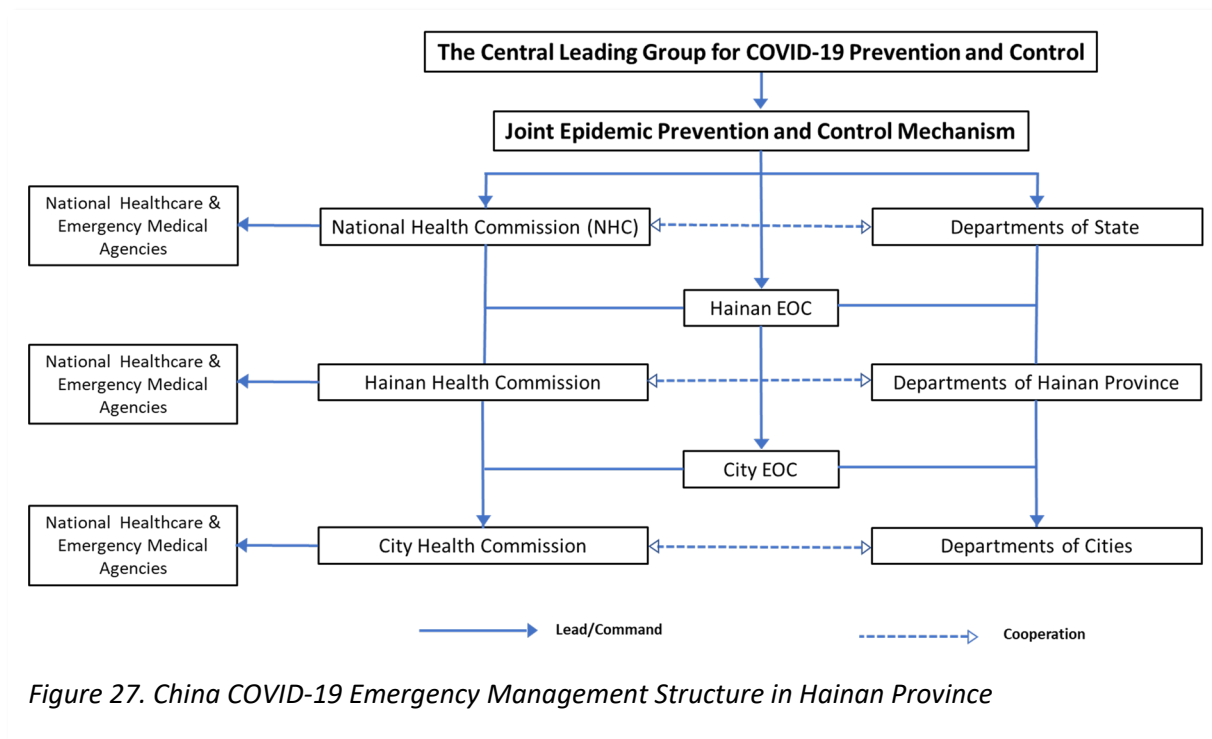 The Central Leading Group for COVID-19 Prevention and Control
Joint Epidemic Prevention and Control Mechanism
National Healthcare &
Emergency Medical
Agencies
National Health Commission (NHC)
Departments of State
Hainan EOC
National Healthcare &
Emergency Medical
Agencies
Hainan Health Commission
Departments of Hainan Province
City EOC
National Healthcare &
Emergency Medical
Agencies
City Health Commission
Departments of Cities
Lead/Command
Cooperation
Figure 27. China COVID-19 Emergency Management Structure in Hainan Province